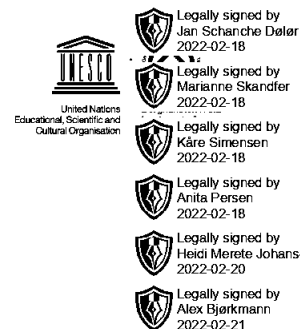 UNESCO
United Nations
Educational, Scientific and
Cultural Organisation
Legally signed by
Jan Schanche Dølør
2022-02-18
Legally signed by
Marianne Skandfer
2022-02-18
Legally signed by
Kåre Simensen
2022-02-18
Legally signed by
Anita Persen
2022-02-18
Legally signed by
Heidi Merete Johans
2022-02-20
Legally signed by
Alex Bjørkmann
2022-02-21